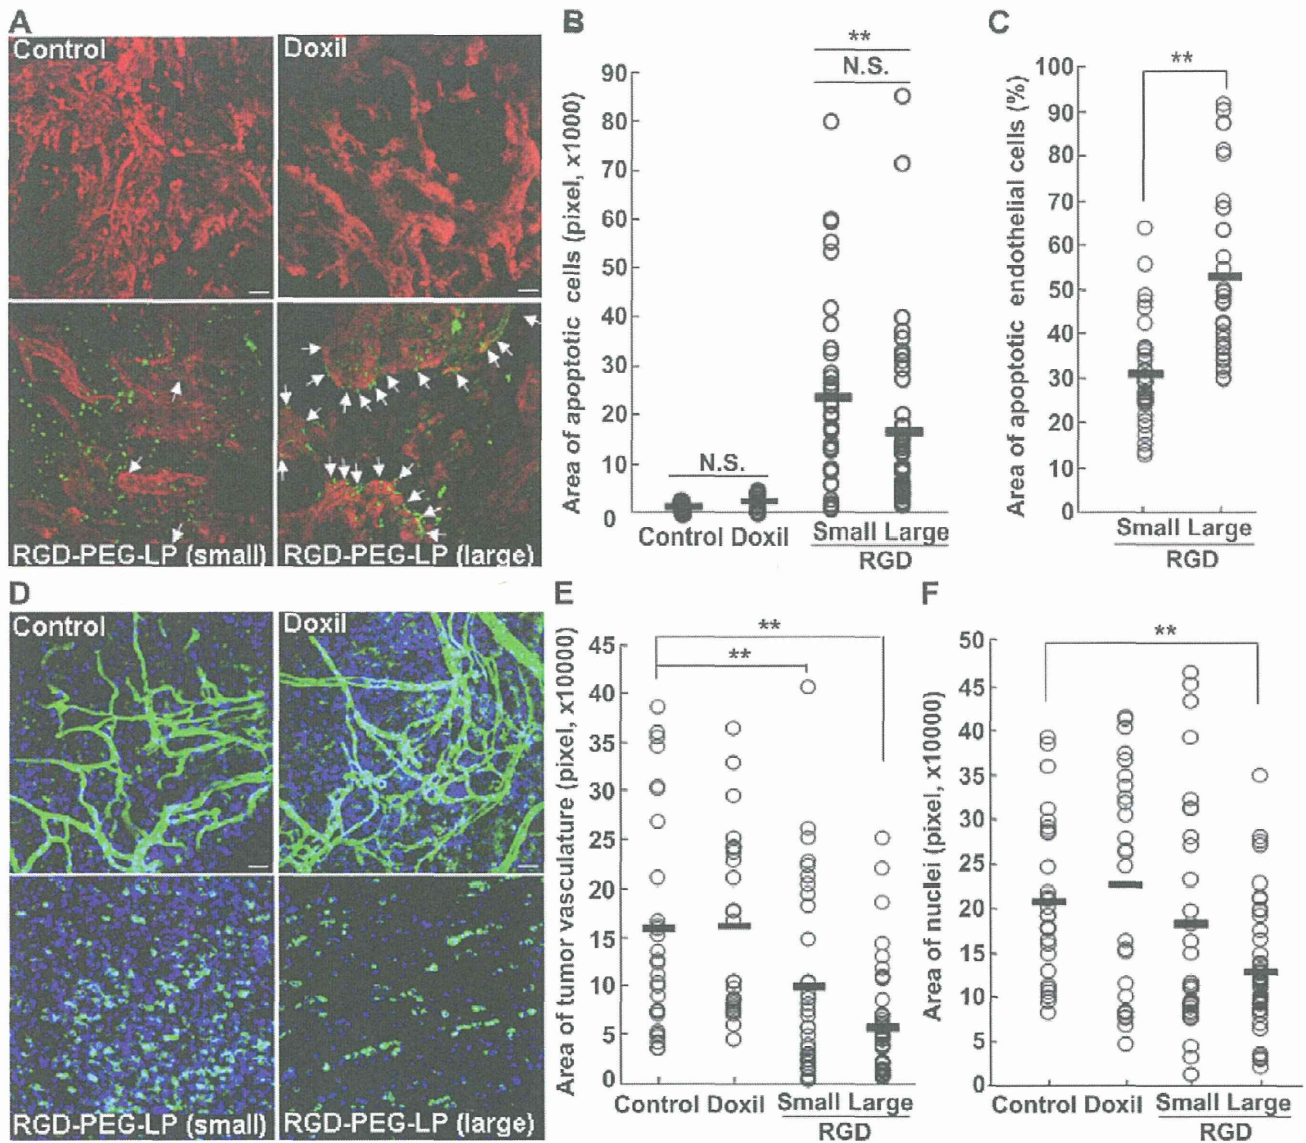 A
Control
Doxil
RGD-PEG-LP (small)
RGD-PEG-LP (large)
B
**
N.S.
Area of apoptotic cells (pixel, x1000)
90
80
70
60
50
40
30
20
10
0
N.S.
Control Doxil Small Large
RGD
C
**
Area of apoptotic endothelial cells (%)
100
90
80
70
60
50
40
30
20
10
0
Small Large
RGD
D
Control
Doxil
RGD-PEG-LP (small)
RGD-PEG-LP (large)
E
**
**
Area of tumor vasculature (pixel, x10000)
45
40
35
30
25
20
15
10
5
0
Control Doxil Small Large
RGD
F
**
Area of nuclei (pixel, x10000)
50
45
40
35
30
25
20
15
10
5
0
Control Doxil Small Large
RGD